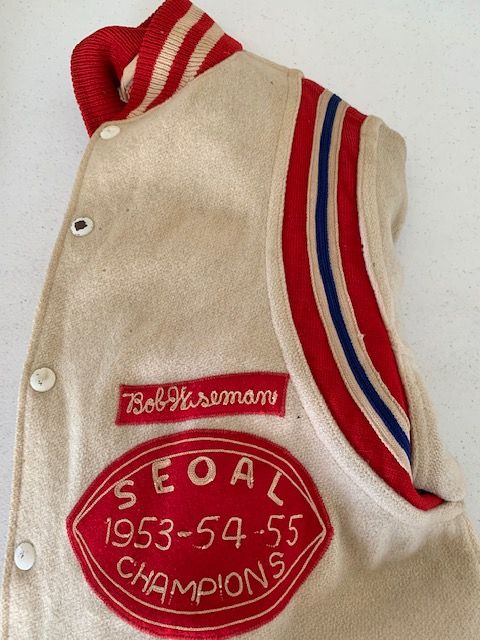 Bob Wiseman
SEOAL
1953-54-55
CHAMPIONS